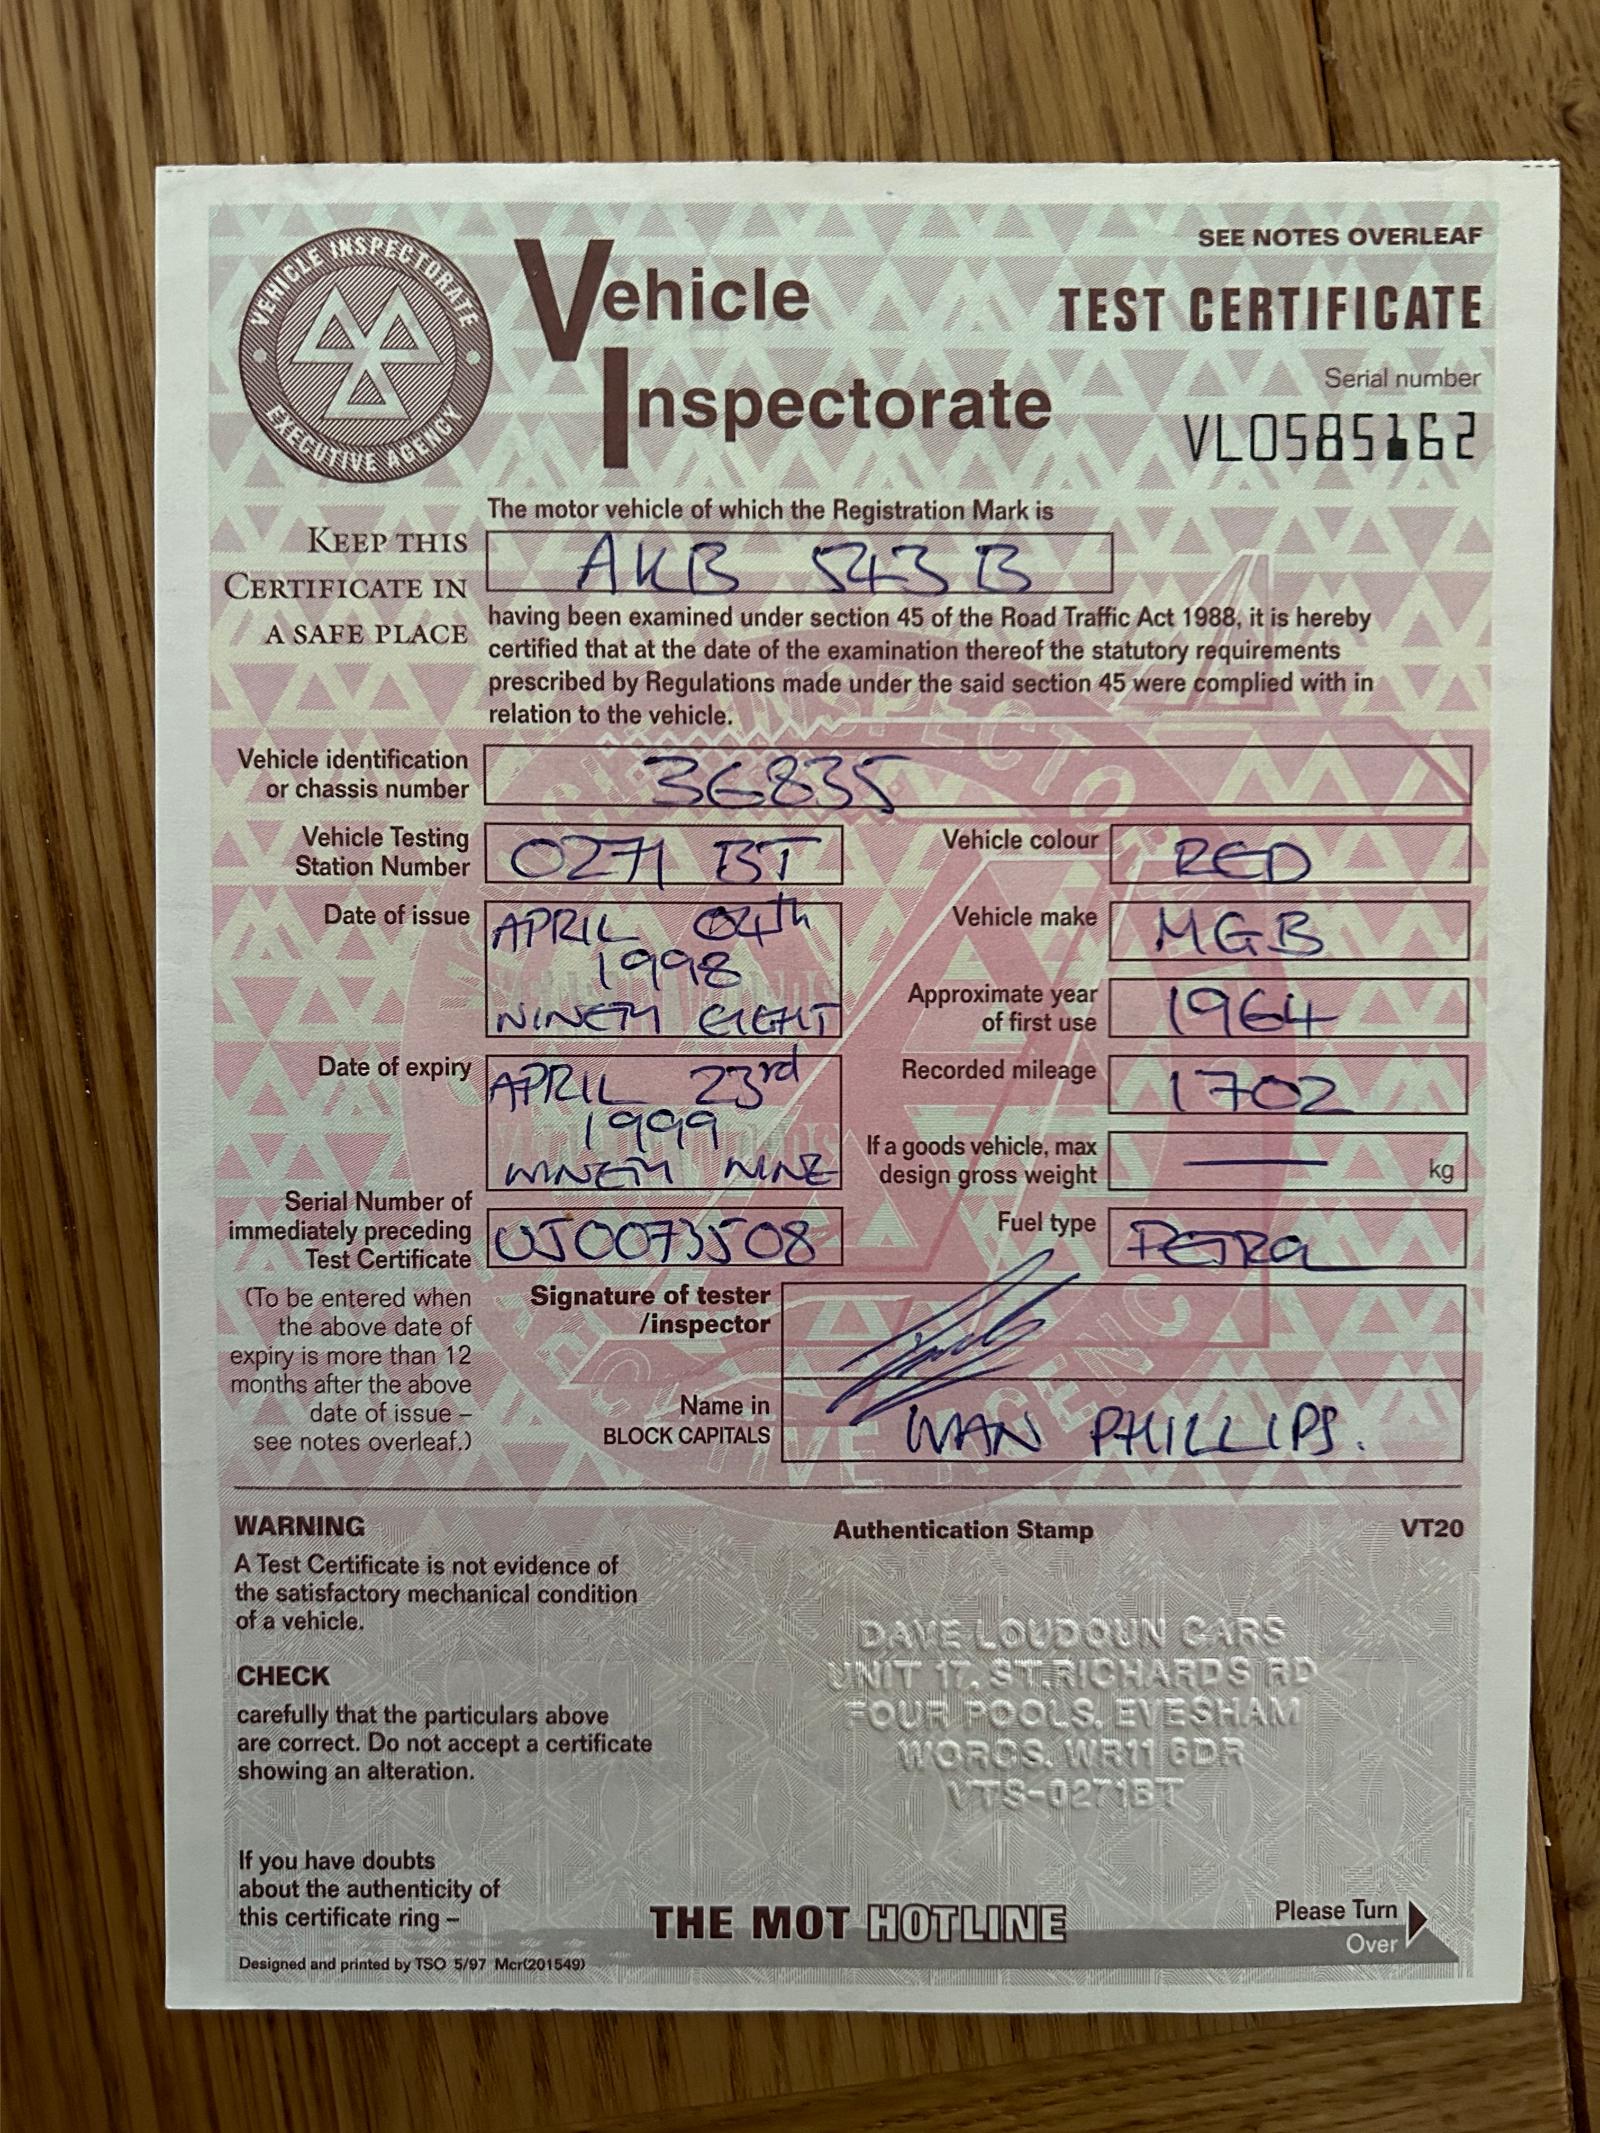 VEHICLE INSPECTORATE
EXECUTIVE AGENCY
Vehicle
Inspectorate
SEE NOTES OVERLEAF
TEST CERTIFICATE
Serial number
VL0585162
KEEP THIS
CERTIFICATE IN
A SAFE PLACE
The motor vehicle of which the Registration Mark is
AKB 543 B
having been examined under section 45 of the Road Traffic Act 1988, it is hereby
certified that at the date of the examination thereof the statutory requirements
prescribed by Regulations made under the said section 45 were complied with in
relation to the vehicle.
Vehicle identification
or chassis number
36835
Vehicle Testing
Station Number
0271 BT
Vehicle colour
RED
Date of issue
APRIL 04th
1998
NINETY EIGHT
Vehicle make
MGB
Approximate year
of first use
1964
Date of expiry
APRIL 23rd
1999
NINETY NINE
Recorded mileage
1702
If a goods vehicle, max
design gross weight
kg
Serial Number of
immediately preceding
Test Certificate
UJ0073508
Fuel type
PETROL
(To be entered when
the above date of
expiry is more than 12
months after the above
date of issue –
see notes overleaf.)
Signature of tester
/inspector
Name in
BLOCK CAPITALS
PHILLIPS.
WARNING
A Test Certificate is not evidence of
the satisfactory mechanical condition
of a vehicle.
CHECK
carefully that the particulars above
are correct. Do not accept a certificate
showing an alteration.
If you have doubts
about the authenticity of
this certificate ring –
Authentication Stamp
VT20
DAVE LOUDOUN CARS
UNIT 17. ST.RICHARDS RD
FOUR POOLS. EVESHAM
WORCS. WR11 6DR
VTS-0271BT
THE MOT HOTLINE
Please Turn
Over
Designed and printed by TSO 5/97 Mcr(201549)